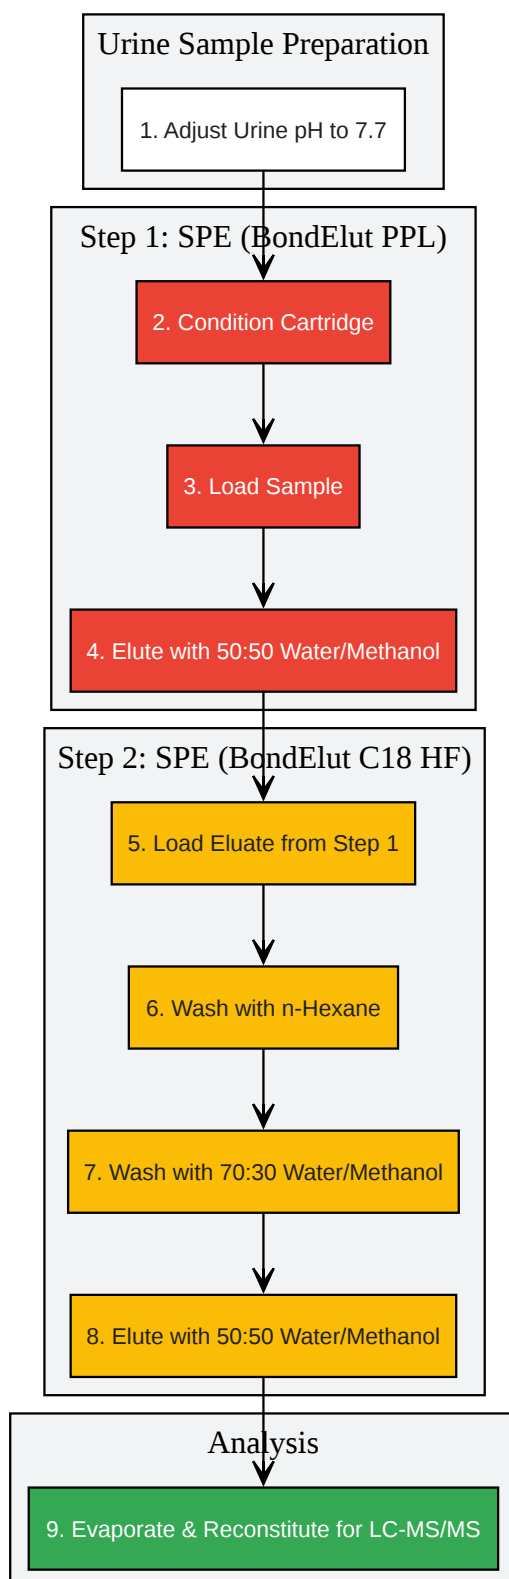 Urine Sample Preparation
1. Adjust Urine pH to 7.7
Step 1: SPE (BondElut PPL)
2. Condition Cartridge
3. Load Sample
4. Elute with 50:50 Water/Methanol
Step 2: SPE (BondElut C18 HF)
5. Load Eluate from Step 1
6. Wash with n-Hexane
7. Wash with 70:30 Water/Methanol
8. Elute with 50:50 Water/Methanol
Analysis
9. Evaporate & Reconstitute for LC-MS/MS